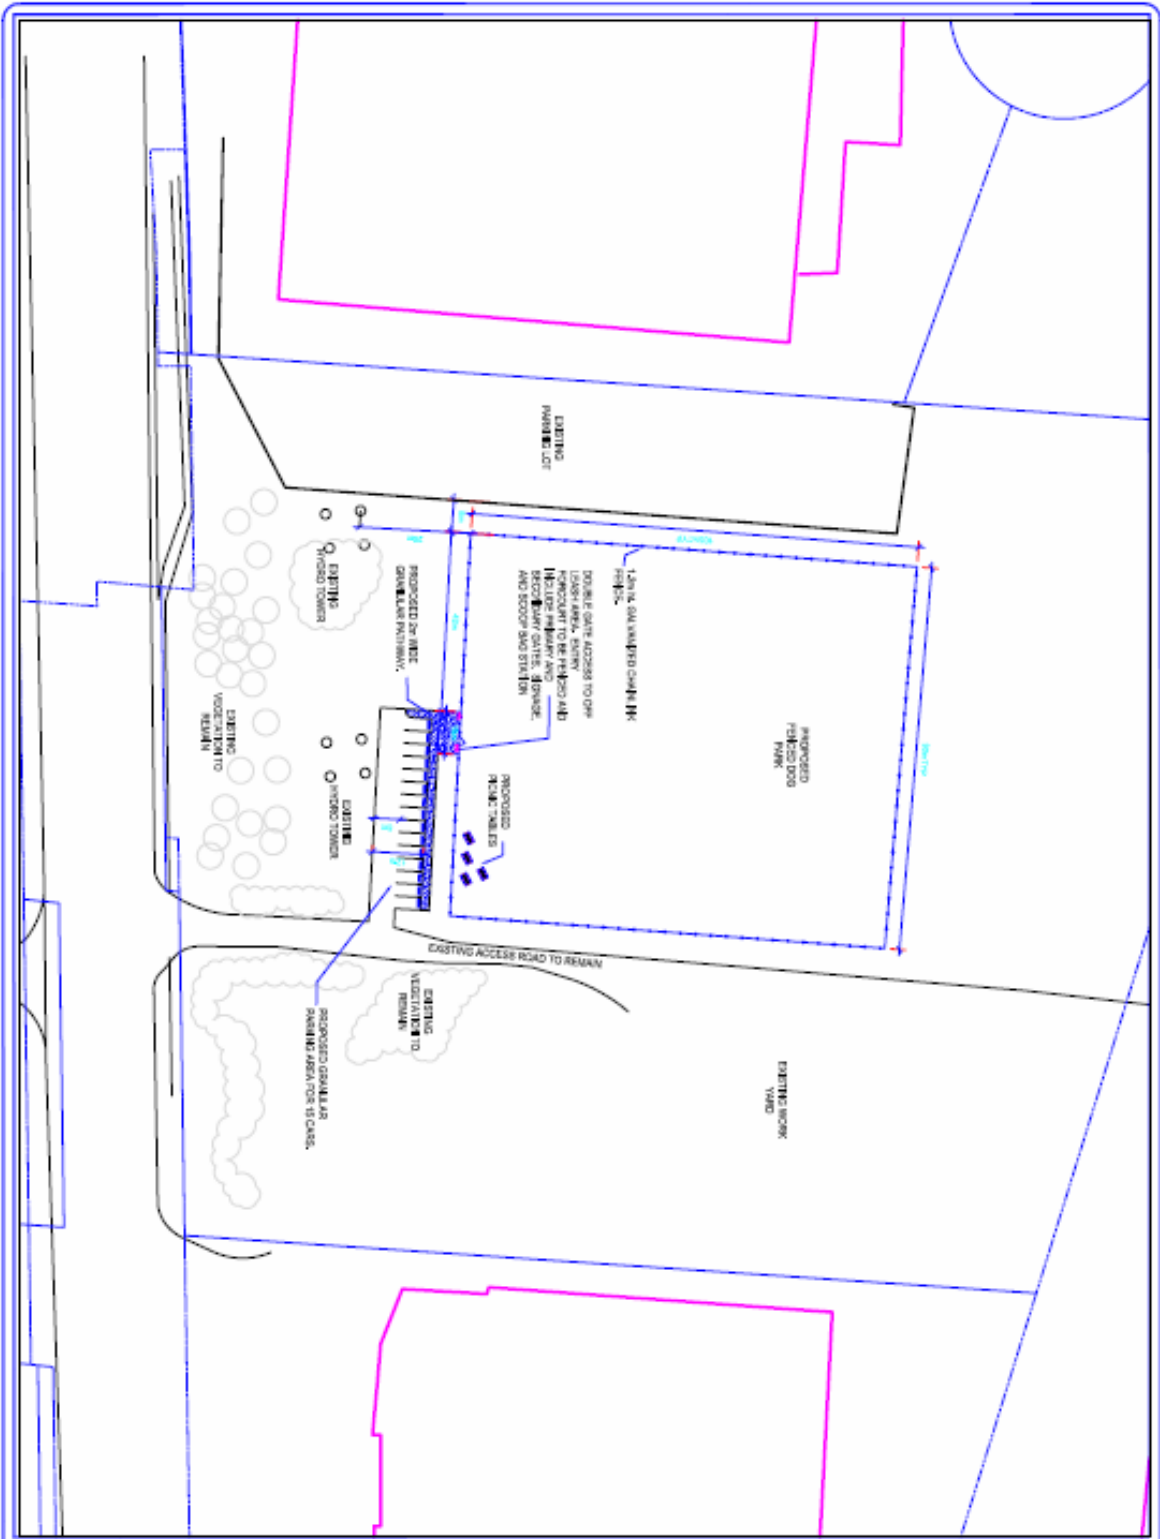 EXISTING
PARKING LOT
EXISTING
HYDRO TOWER
PROPOSED 2m WIDE
GRANULAR PATHWAY.
DOUBLE GATE ACCESS TO OFF
LEASH AREA. ENTRY
FORCOURT TO BE FENCED AND
INCLUDE PRIMARY AND
SECONDARY GATES, SIGNAGE,
AND SCOOP BAG STATION
1.2m ht. GALVANIZED CHAIN LINK
FENCE.
PROPOSED
FENCED DOG
PARK
PROPOSED
PICNIC TABLES
EXISTING
VEGETATION TO
REMAIN
EXISTING
HYDRO TOWER
EXISTING ACCESS ROAD TO REMAIN
EXISTING
VEGETATION TO
REMAIN
PROPOSED GRANULAR
PARKING AREA FOR 15 CARS.
EXISTING WORK
YARD